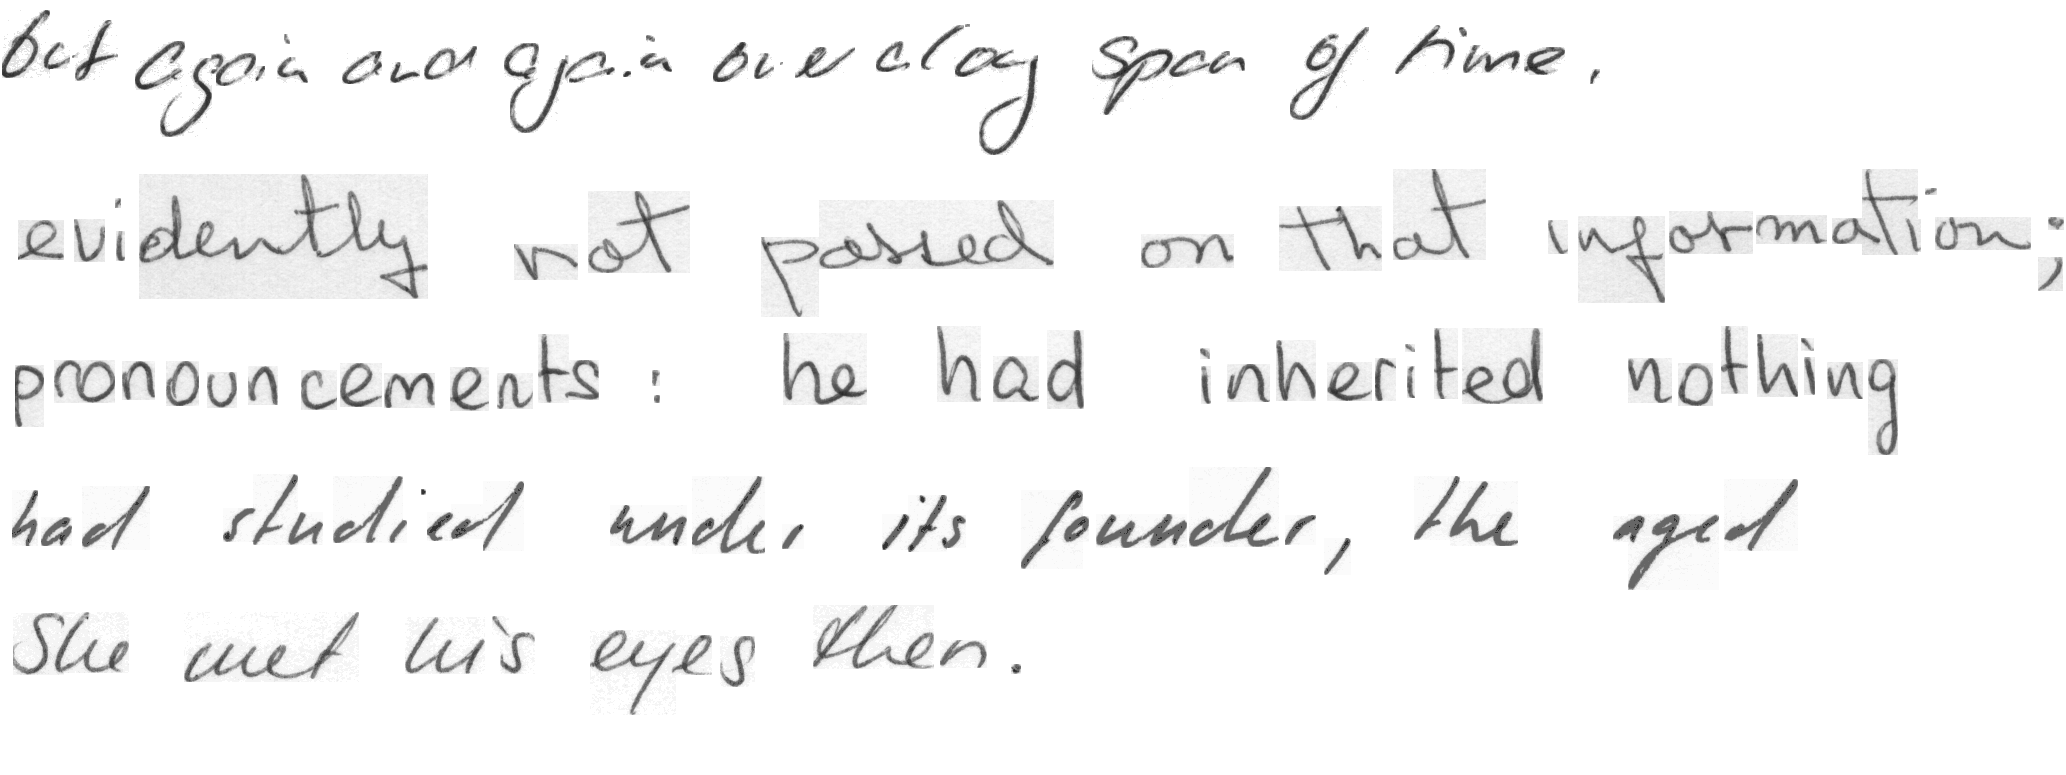 but again and again over a long span of time.
evidently not passed on that information;
pronouncements: he had inherited nothing
had studied under its founder, the aged
She met his eyes then.